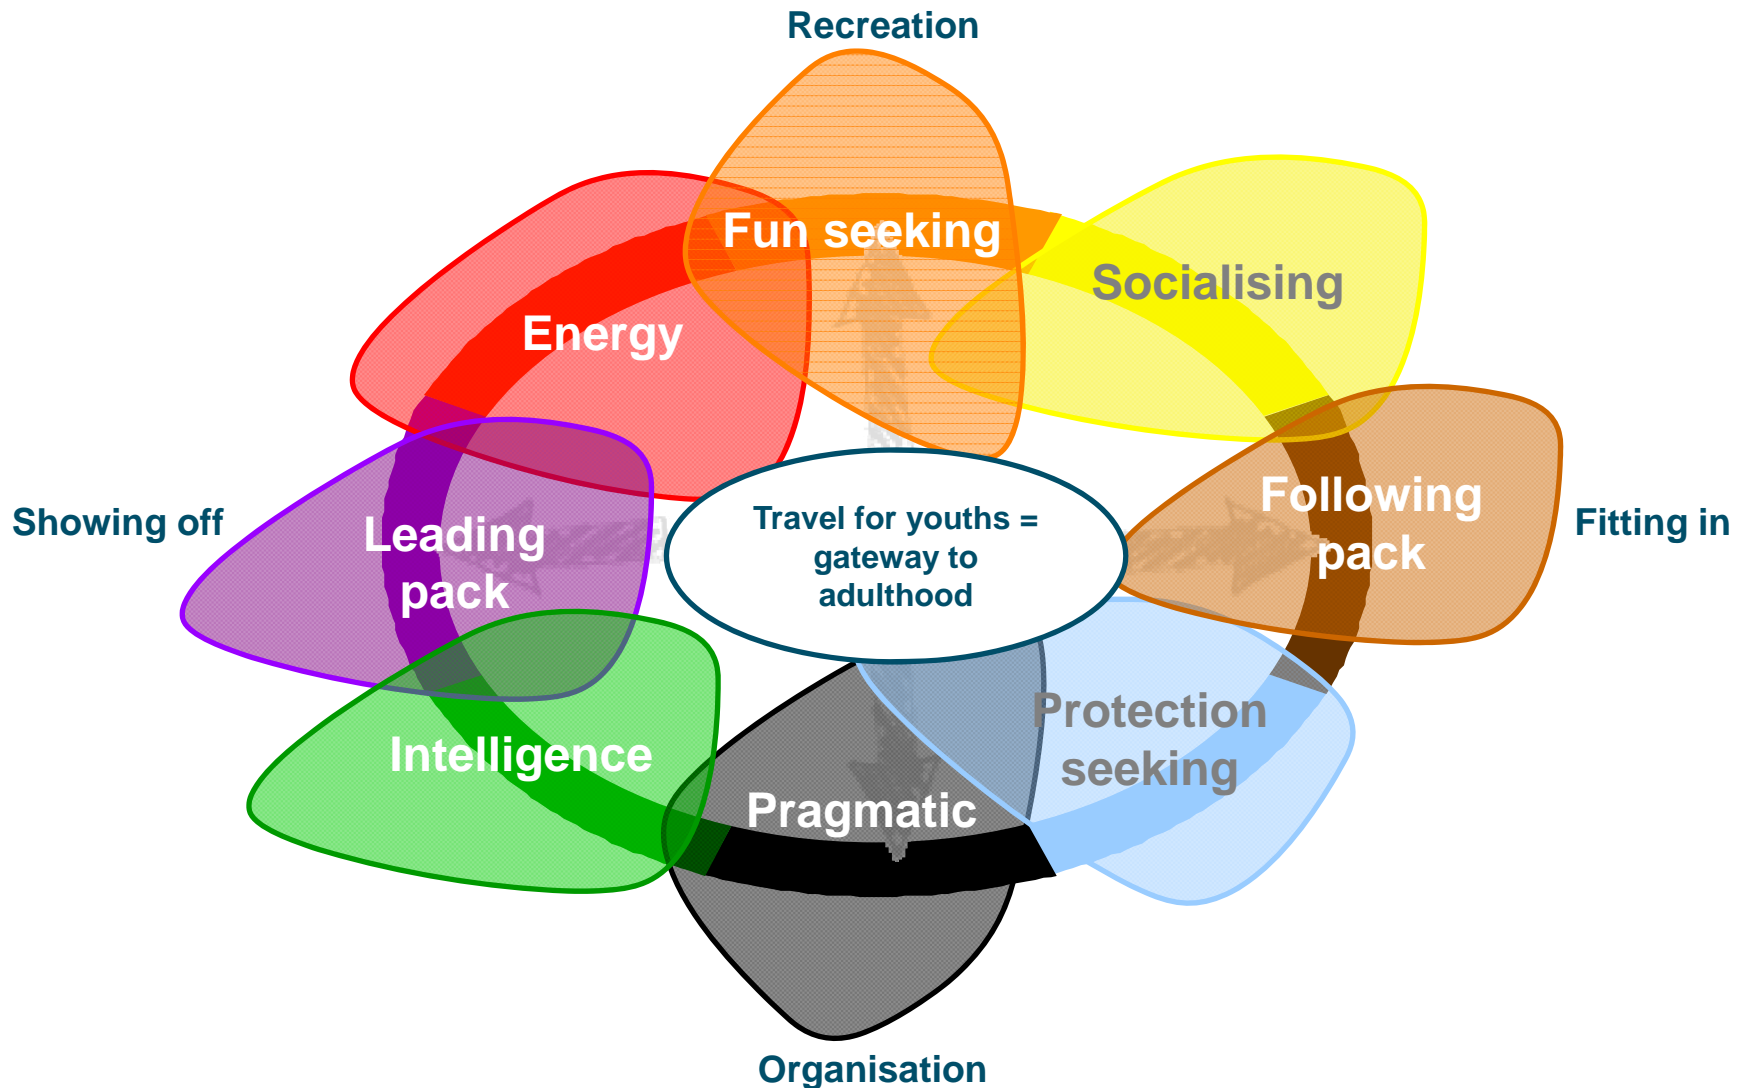 Recreation
Fun seeking
Socialising
Energy
Following
pack
Showing off
Leading
pack
Travel for youths =
gateway to
adulthood
Fitting in
Protection
seeking
Intelligence
Pragmatic
Organisation